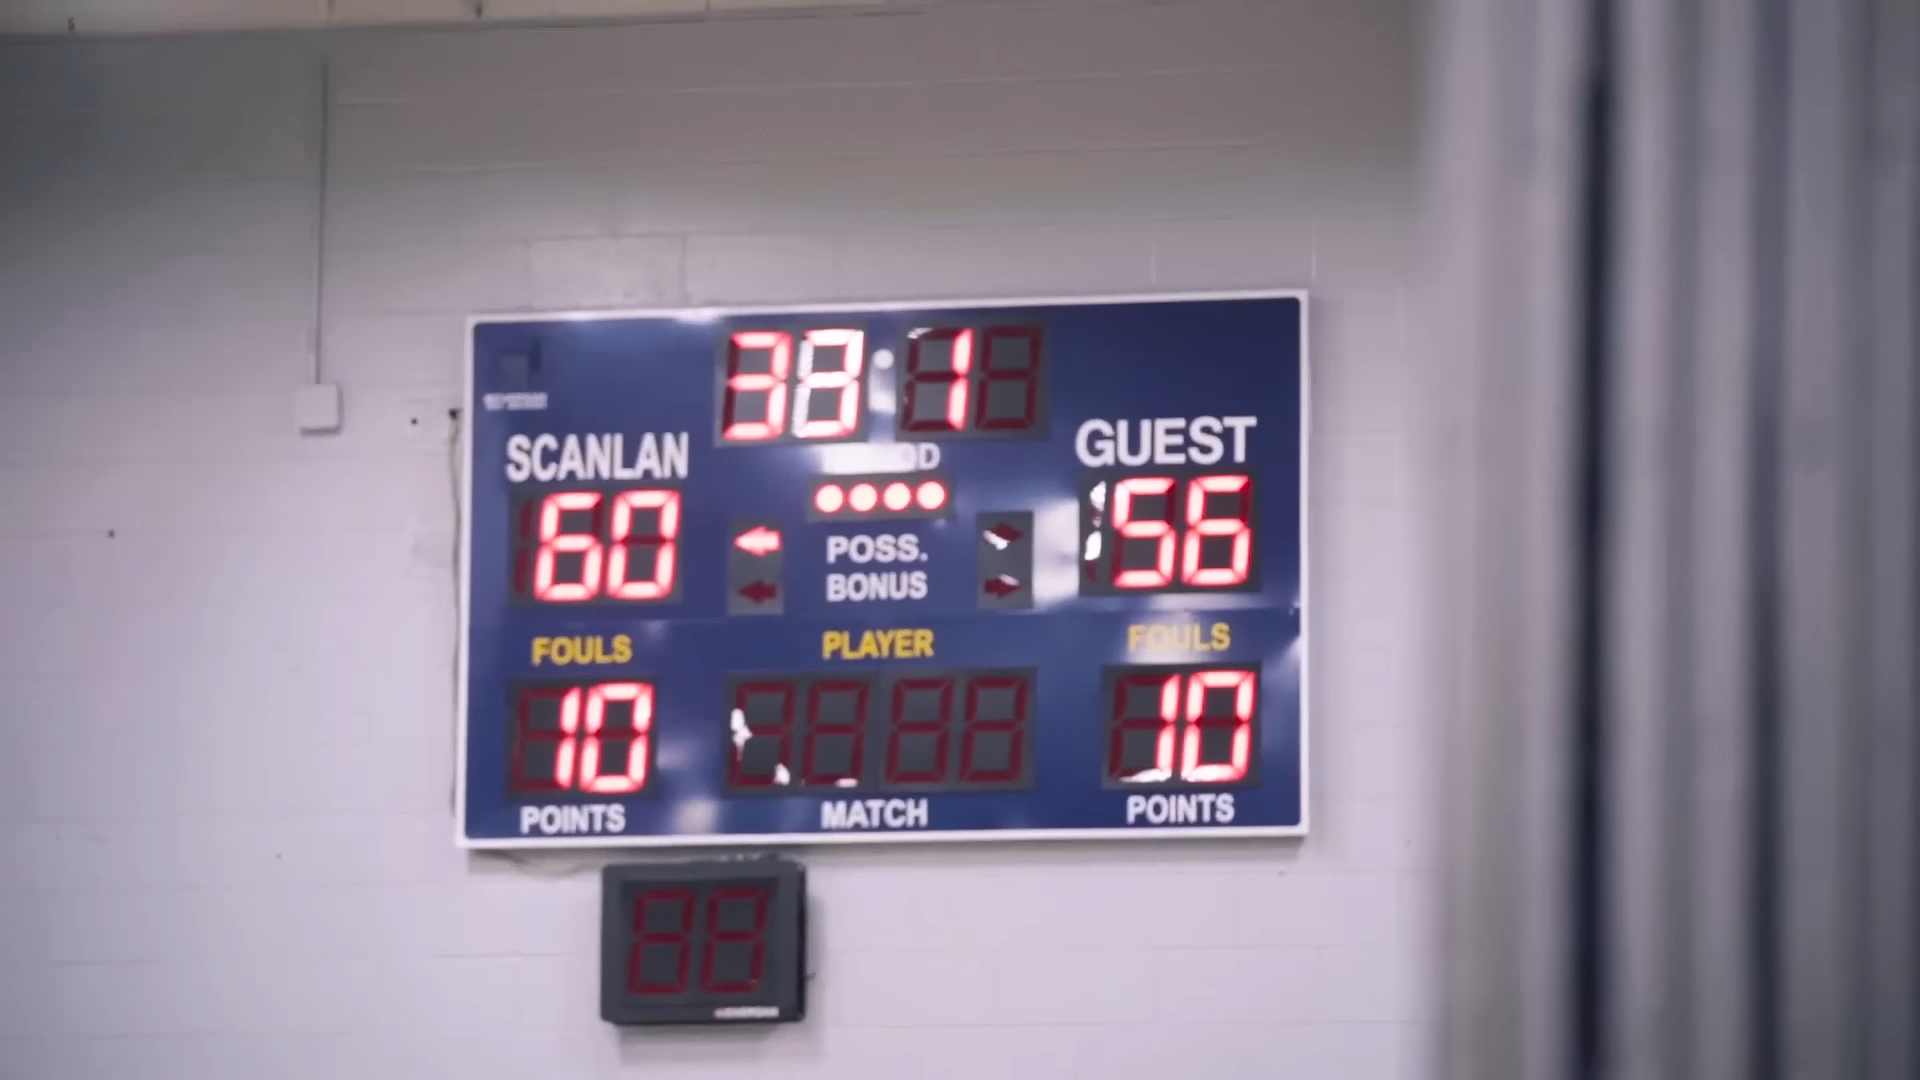 33.1
SCANLAN
GUEST
60
56
POSS.
BONUS
FOULS
PLAYER
FOULS
10
10
POINTS
MATCH
POINTS